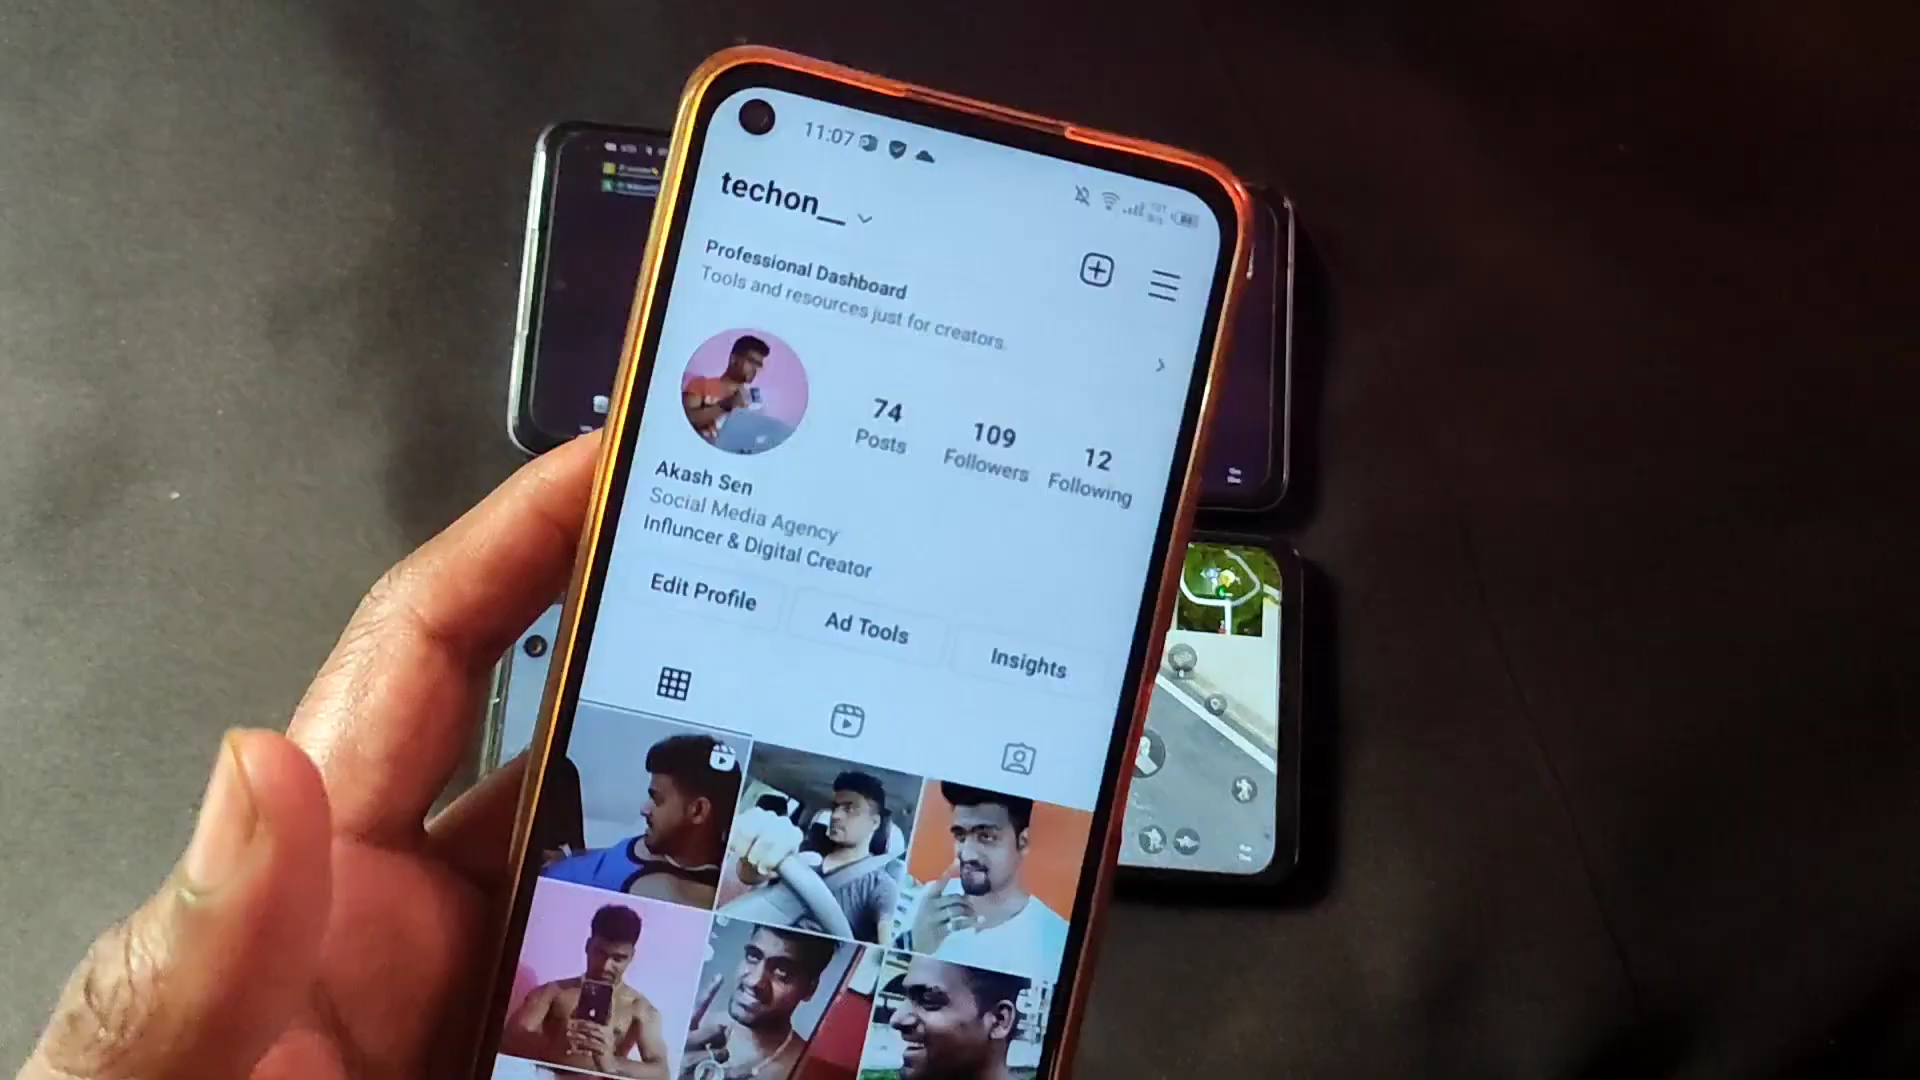 11:07
techon__
Professional Dashboard
Tools and resources just for creators.
74
Posts
109
Followers
12
Following
Akash Sen
Social Media Agency
Influncer & Digital Creator
Edit Profile
Ad Tools
Insights